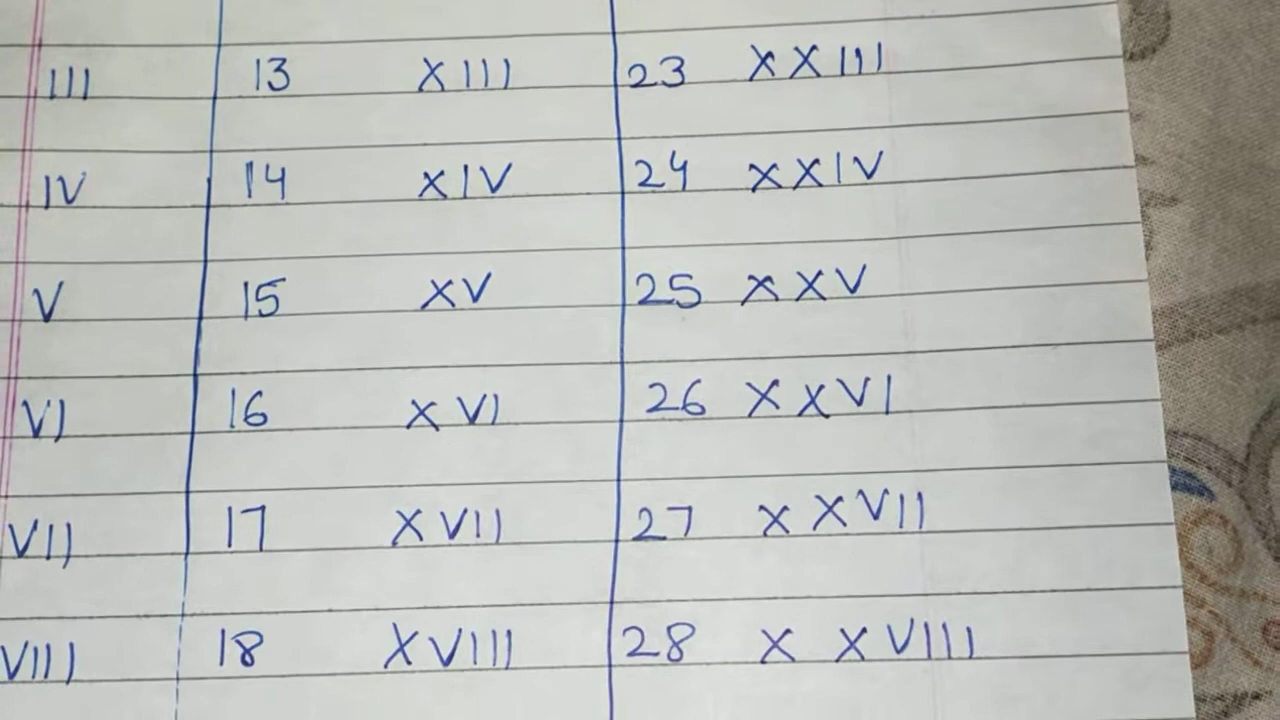 III 13 XIII 23 XXIII
IV 14 XIV 24 XXIV
V 15 XV 25 XXV
VI 16 XVI 26 XXVI
VII 17 XVII 27 XXVII
VIII 18 XVIII 28 XXVIII